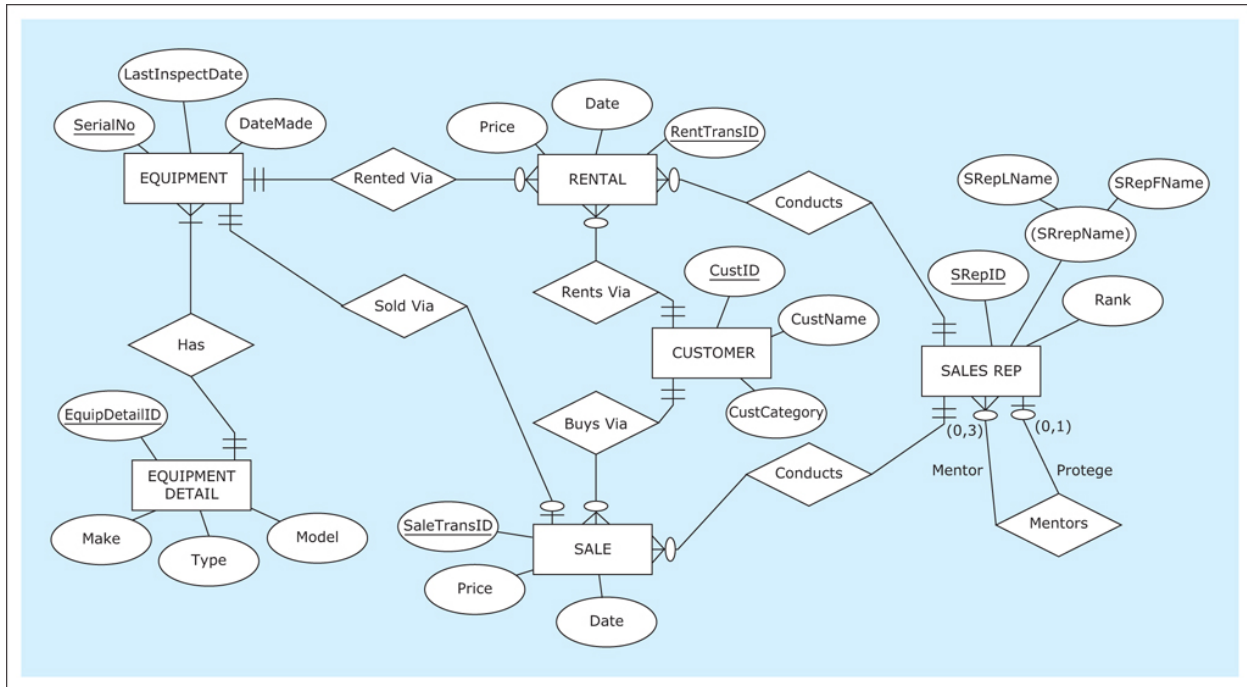 LastInspectDate
SerialNo
DateMade
EQUIPMENT
Rented Via
Price
Date
RentTransID
RENTAL
Conducts
SRepLName
SRepFName
(SRrepName)
SRepID
Rank
SALES REP
(0,3)
(0,1)
Mentor
Protege
Mentors
Sold Via
Rents Via
CustID
CustName
CUSTOMER
CustCategory
Has
Buys Via
Conducts
EquipDetailID
EQUIPMENT
DETAIL
Make
Type
Model
SaleTransID
SALE
Price
Date